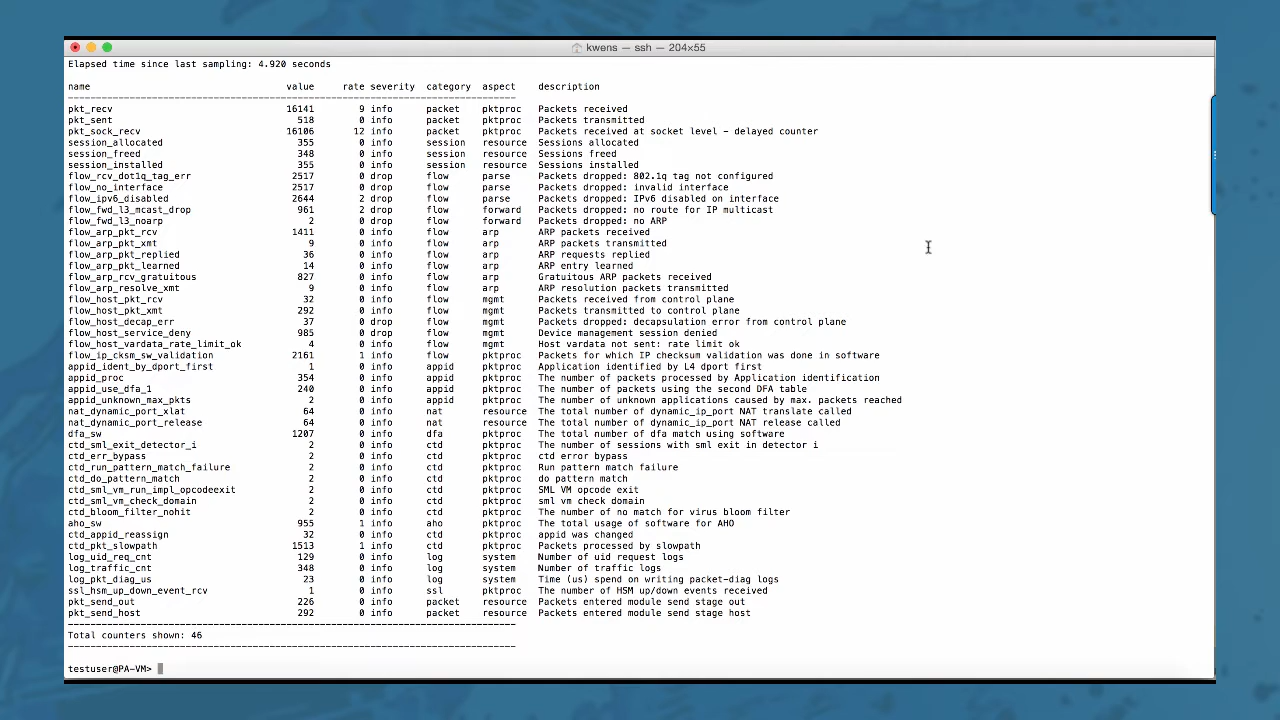 kwens — ssh — 204×55
Elapsed time since last sampling: 4.920 seconds
name value rate severity category aspect description
--------------------------------------------------------------------------------
pkt_recv 16141 9 info packet pktproc Packets received
pkt_sent 518 0 info packet pktproc Packets transmitted
pkt_sock_recv 16106 12 info packet pktproc Packets received at socket level - delayed counter
session_allocated 355 0 info session resource Sessions allocated
session_freed 348 0 info session resource Sessions freed
session_installed 355 0 info session resource Sessions installed
flow_rcv_dot1q_tag_err 2517 0 drop flow parse Packets dropped: 802.1q tag not configured
flow_no_interface 2517 0 drop flow parse Packets dropped: invalid interface
flow_ipv6_disabled 2644 2 drop flow parse Packets dropped: IPv6 disabled on interface
flow_fwd_l3_mcast_drop 961 2 drop flow forward Packets dropped: no route for IP multicast
flow_fwd_l3_noarp 2 0 drop flow forward Packets dropped: no ARP
flow_arp_pkt_rcv 1411 0 info flow arp ARP packets received
flow_arp_pkt_xmt 9 0 info flow arp ARP packets transmitted
flow_arp_pkt_replied 36 0 info flow arp ARP requests replied
flow_arp_pkt_learned 14 0 info flow arp ARP entry learned
flow_arp_rcv_gratuitous 827 0 info flow arp Gratuitous ARP packets received
flow_arp_resolve_xmt 9 0 info flow arp ARP resolution packets transmitted
flow_host_pkt_rcv 32 0 info flow mgmt Packets received from control plane
flow_host_pkt_xmt 292 0 info flow mgmt Packets transmitted to control plane
flow_host_decap_err 37 0 drop flow mgmt Packets dropped: decapsulation error from control plane
flow_host_service_deny 985 0 drop flow mgmt Device management session denied
flow_host_vardata_rate_limit_ok 4 0 info flow mgmt Host vardata not sent: rate limit ok
flow_ip_cksm_sw_validation 2161 1 info flow pktproc Packets for which IP checksum validation was done in software
appid_ident_by_dport_first 1 0 info appid pktproc Application identified by L4 dport first
appid_proc 354 0 info appid pktproc The number of packets processed by Application identification
appid_use_dfa_1 240 0 info appid pktproc The number of packets using the second DFA table
appid_unknown_max_pkts 2 0 info appid pktproc The number of unknown applications caused by max. packets reached
nat_dynamic_port_xlat 64 0 info nat resource The total number of dynamic_ip_port NAT translate called
nat_dynamic_port_release 64 0 info nat resource The total number of dynamic_ip_port NAT release called
dfa_sw 1207 0 info dfa pktproc The total number of dfa match using software
ctd_sml_exit_detector_i 2 0 info ctd pktproc The number of sessions with sml exit in detector i
ctd_err_bypass 2 0 info ctd pktproc ctd error bypass
ctd_run_pattern_match_failure 2 0 info ctd pktproc Run pattern match failure
ctd_do_pattern_match 2 0 info ctd pktproc do pattern match
ctd_sml_vm_run_impl_opcodeexit 2 0 info ctd pktproc SML VM opcode exit
ctd_sml_vm_check_domain 2 0 info ctd pktproc sml vm check domain
ctd_bloom_filter_nohit 2 0 info ctd pktproc The number of no match for virus bloom filter
aho_sw 955 1 info aho pktproc The total usage of software for AHO
ctd_appid_reassign 32 0 info ctd pktproc appid was changed
ctd_pkt_slowpath 1513 1 info ctd pktproc Packets processed by slowpath
log_uid_req_cnt 129 0 info log system Number of uid request logs
log_traffic_cnt 348 0 info log system Number of traffic logs
log_pkt_diag_us 23 0 info log system Time (us) spend on writing packet-diag logs
ssl_hsm_up_down_event_rcv 1 0 info ssl pktproc The number of HSM up/down events received
pkt_send_out 226 0 info packet resource Packets entered module send stage out
pkt_send_host 292 0 info packet resource Packets entered module send stage host
--------------------------------------------------------------------------------
Total counters shown: 46
--------------------------------------------------------------------------------
testuser@PA-VM>